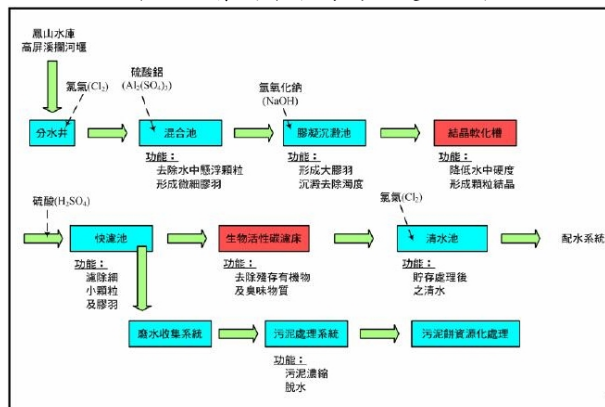 鳳山水庫
高屏溪攔河堰
氯氣(Cl₂)
硫酸鋁
(Al₂(SO₄)₃)
氫氧化鈉
(NaOH)
分水井
混合池
膠凝沉澱池
結晶軟化槽
功能：
去除水中懸浮顆粒
形成微細膠羽
功能：
形成大膠羽
沉澱去除濁度
功能：
降低水中硬度
形成顆粒結晶
硫酸(H₂SO₄)
氯氣(Cl₂)
快濾池
生物活性碳濾床
清水池
配水系統
功能：
濾除細
小顆粒
及膠羽
功能：
去除殘存有機物
及臭味物質
功能：
貯存處理後
之清水
廢水收集系統
污泥處理系統
污泥餅資源化處理
功能：
污泥濃縮
脫水